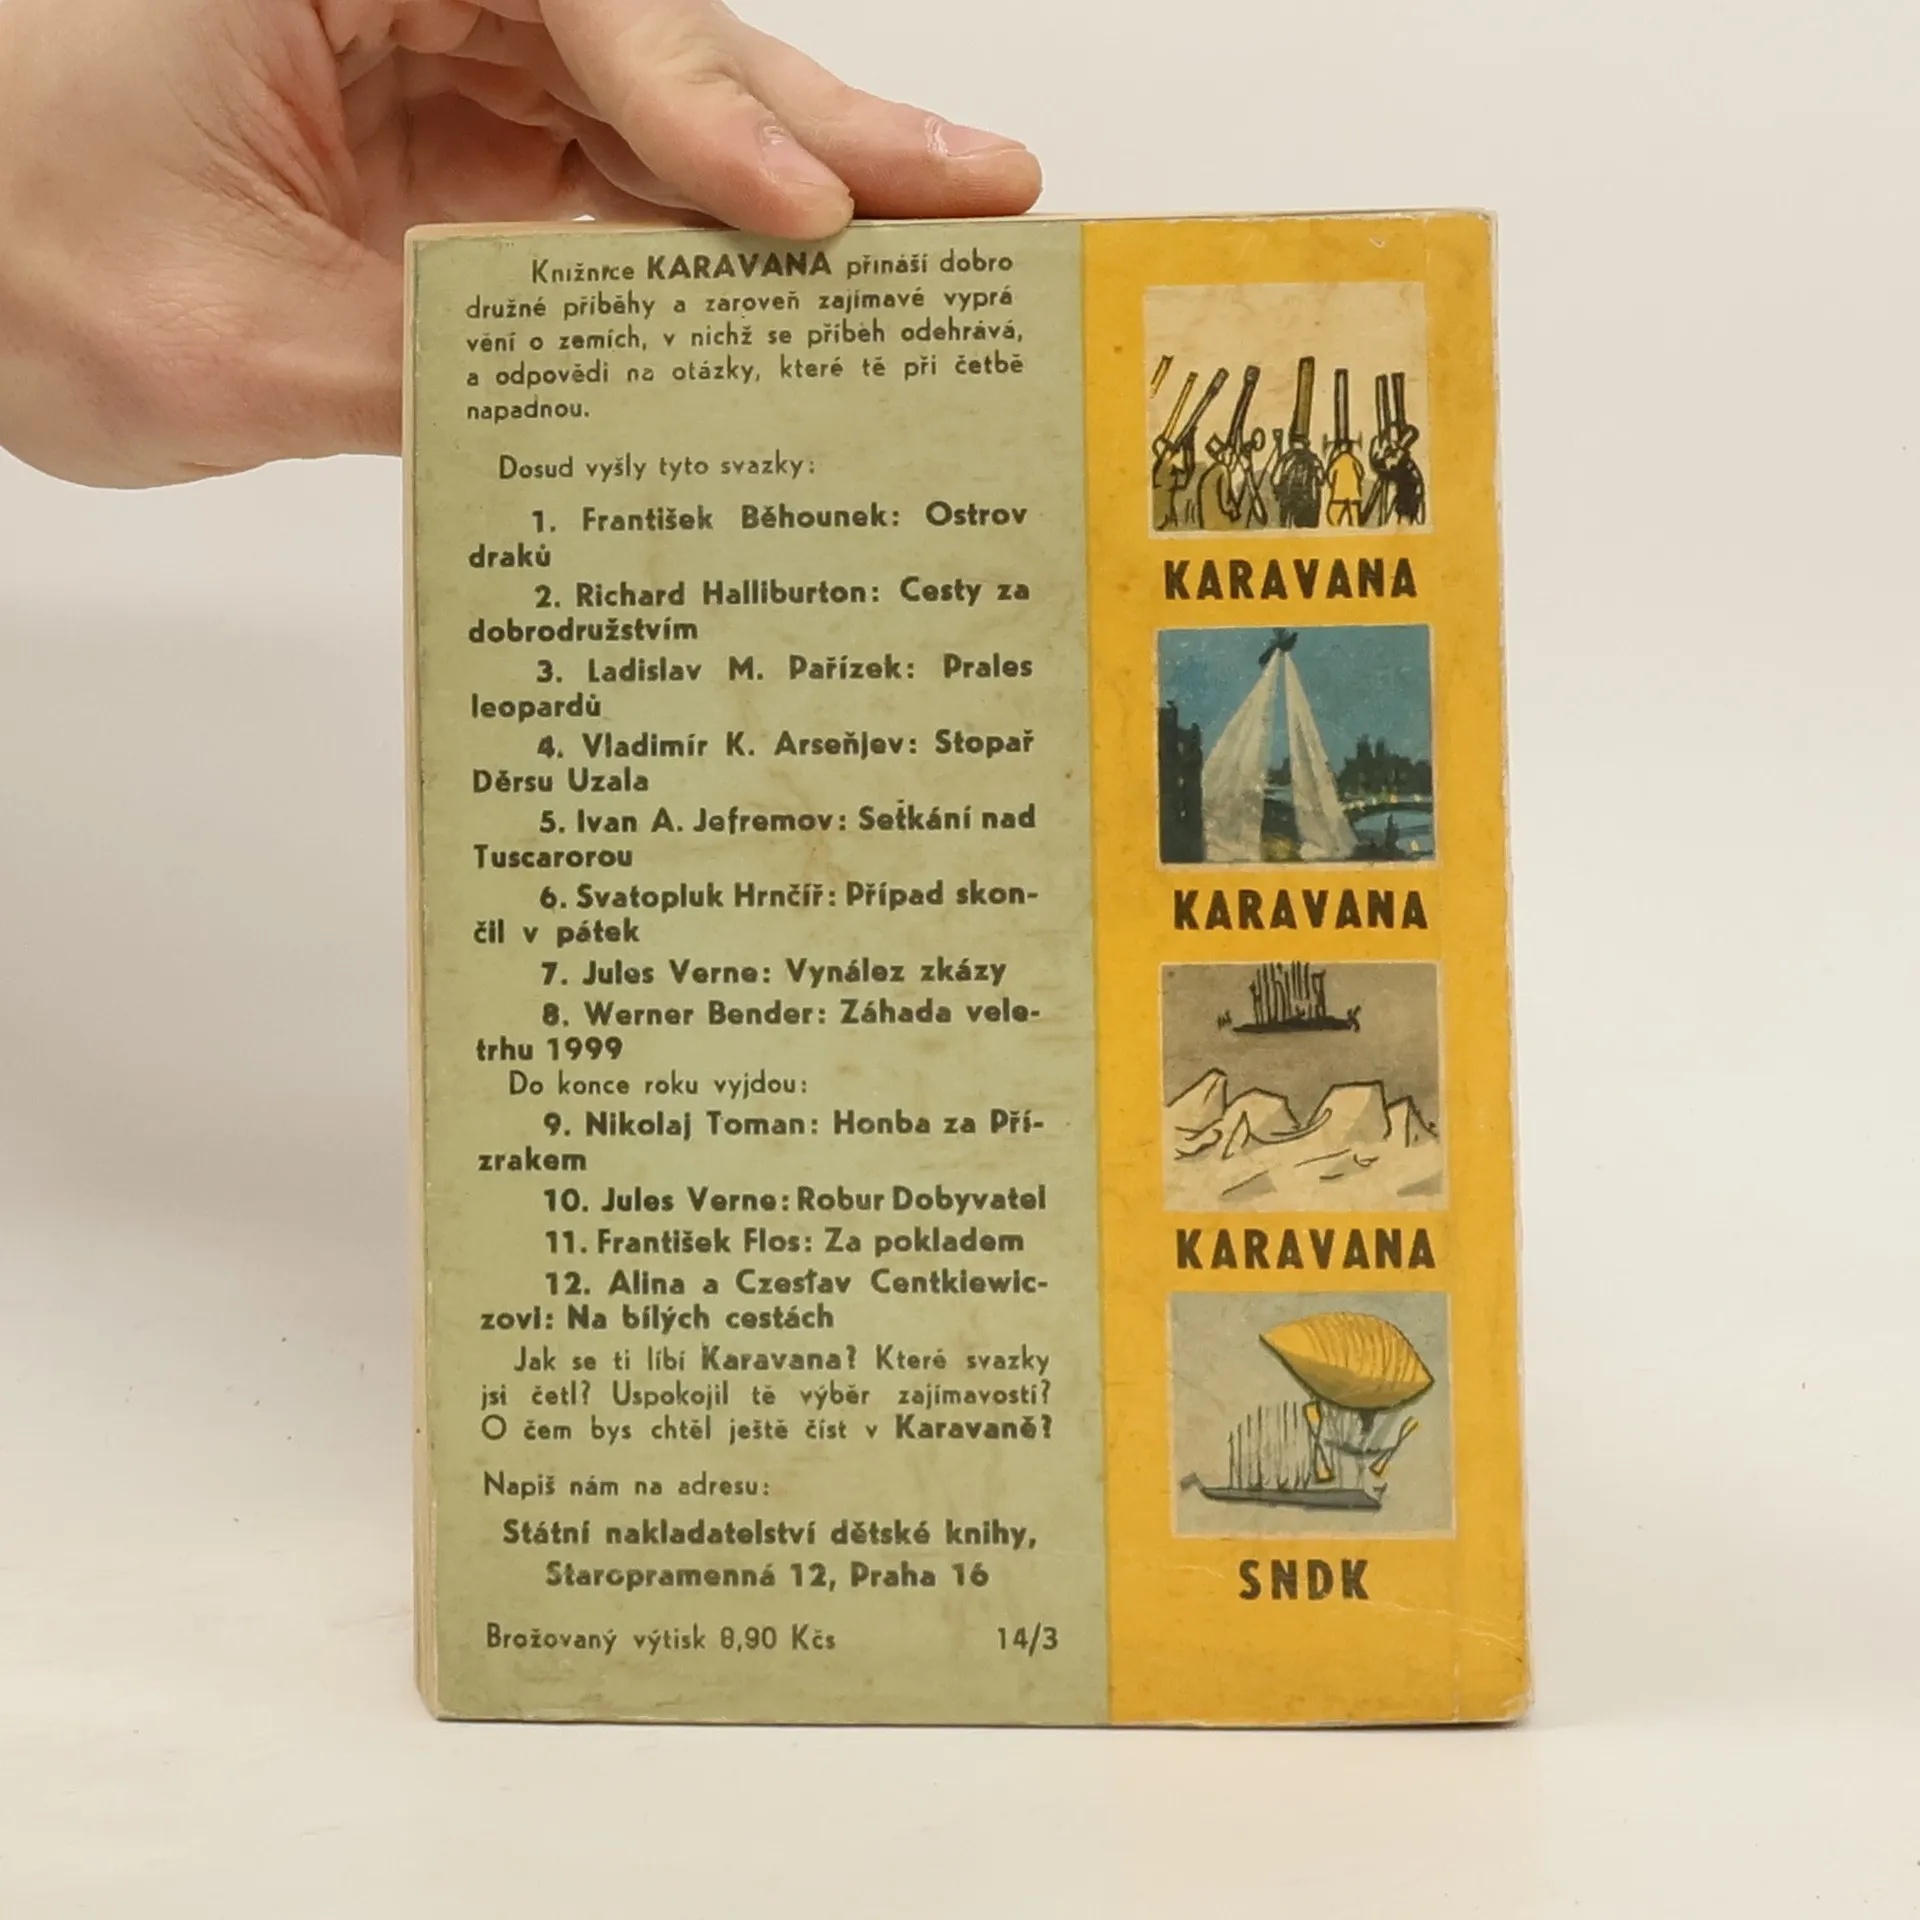 Knižnice KARAVANA přináší dobro
družné příběhy a zároveň zajímavé vyprá
vění o zemích, v nichž se příběh odehrává,
a odpovědi na otázky, které tě při četbě
napadnou.
Dosud vyšly tyto svazky:
1. František Běhounek: Ostrov
draků
2. Richard Halliburton: Cesty za
dobrodružstvím
3. Ladislav M. Pařízek: Prales
leopardů
4. Vladimír K. Arseňjev: Stopař
Děrsu Uzala
5. Ivan A. Jefremov: Setkání nad
Tuscarorou
6. Svatopluk Hrnčíř: Případ skon-
čil v pátek
7. Jules Verne: Vynález zkázy
8. Werner Bender: Záhada vele-
trhu 1999
Do konce roku vyjdou:
9. Nikolaj Toman: Honba za Pří-
zrakem
10. Jules Verne: Robur Dobyvatel
11. František Flos: Za pokladem
12. Alina a Czesťav Centkiewic-
zovi: Na bílých cestách
Jak se ti líbí Karavana? Které svazky
jsi četl? Uspokojil tě výběr zajímavostí?
O čem bys chtěl ještě číst v Karavaně?
Napiš nám na adresu:
Státní nakladatelství dětské knihy,
Staropramenná 12, Praha 16
Brožovaný výtisk 8,90 Kčs 14/3
KARAVANA
KARAVANA
KARAVANA
SNDK